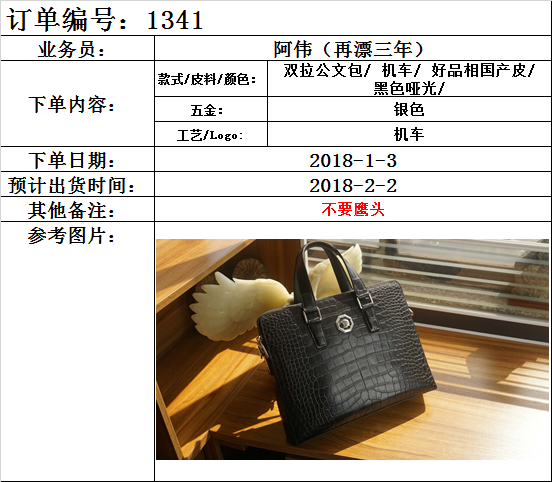 订单编号：1341
业务员：
阿伟（再漂三年）
下单内容：
款式/皮料/颜色：
双拉公文包/ 机车/ 好品相国产皮/
黑色哑光/
五金：
银色
工艺/Logo:
机车
下单日期：
2018-1-3
预计出货时间：
2018-2-2
其他备注：
不要鹰头
参考图片：